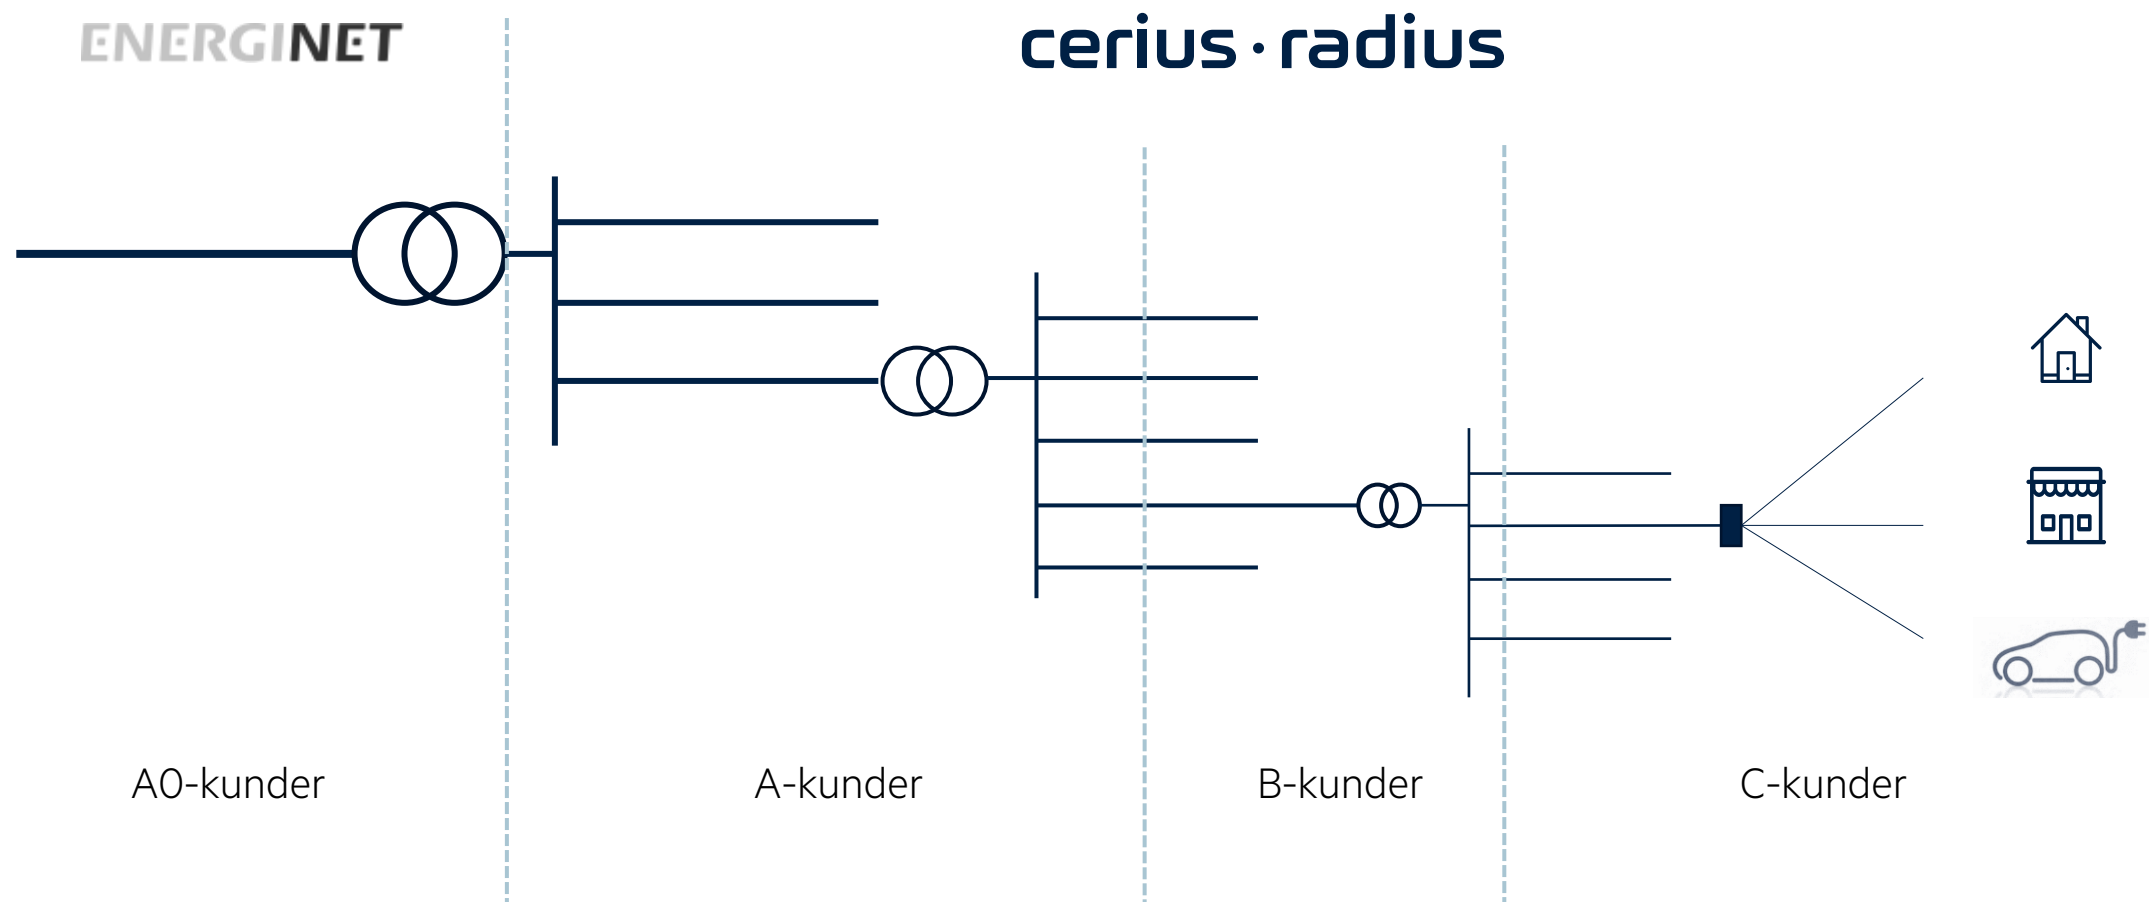 ENERGINET
cerius · radius
A0-kunder
A-kunder
B-kunder
C-kunder